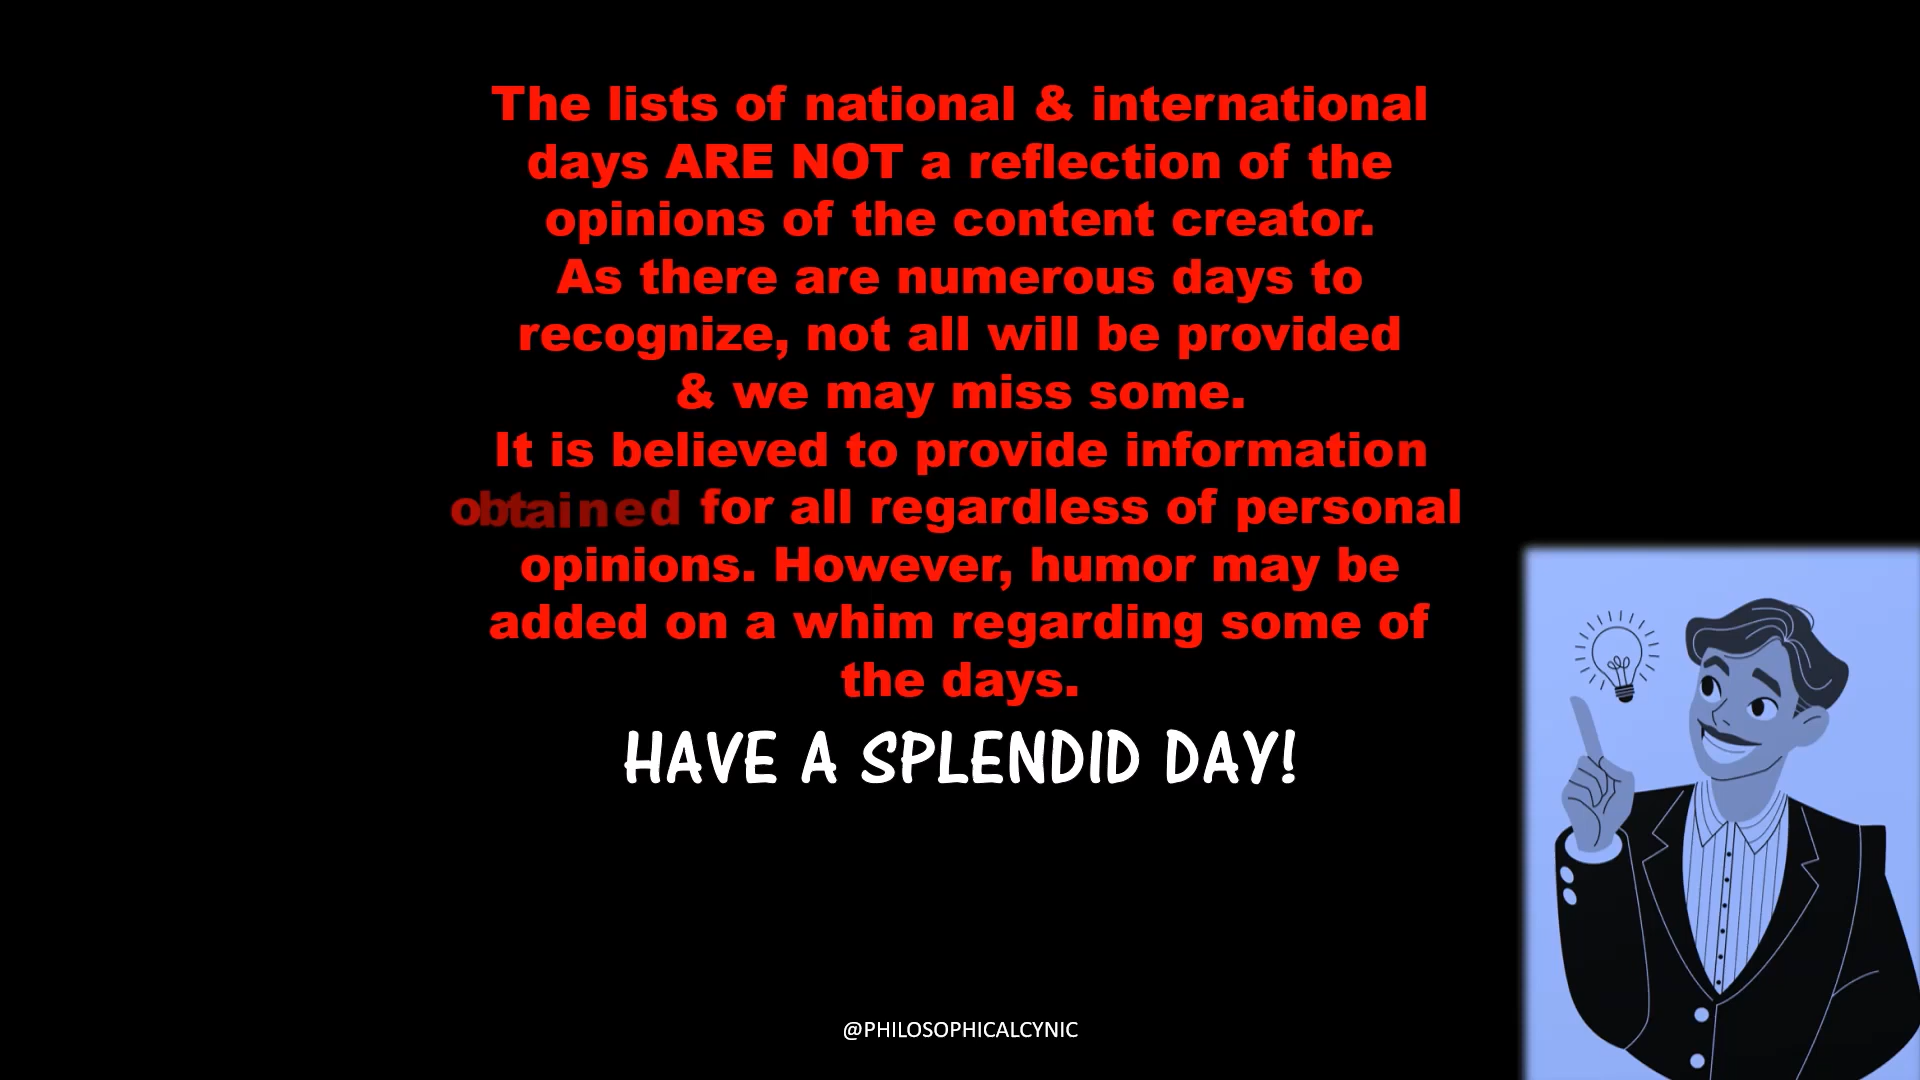 The lists of national & international
days ARE NOT a reflection of the
opinions of the content creator.
As there are numerous days to
recognize, not all will be provided
& we may miss some.
It is believed to provide information
obtained for all regardless of personal
opinions. However, humor may be
added on a whim regarding some of
the days.
HAVE A SPLENDID DAY!
@PHILOSOPHICALCYNIC